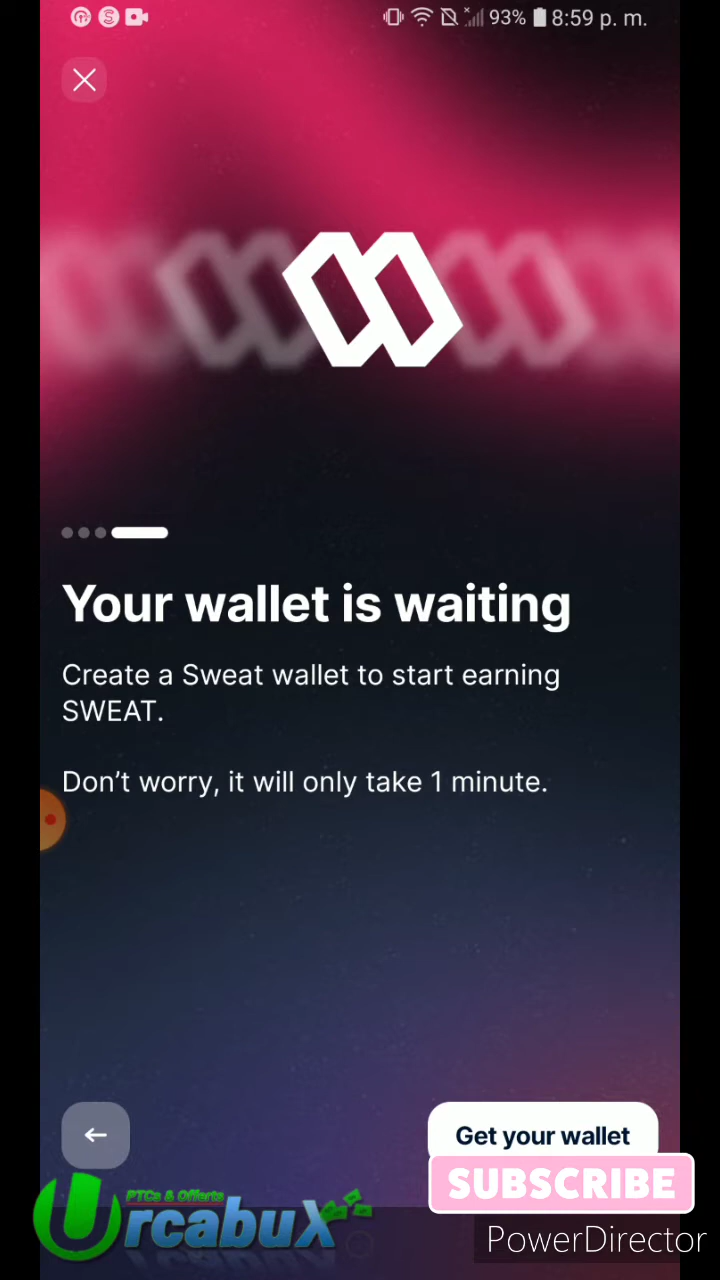 93% 8:59 p. m.
Your wallet is waiting
Create a Sweat wallet to start earning
SWEAT.
Don't worry, it will only take 1 minute.
Get your wallet
SUBSCRIBE
PTCs & Offerts
UrcabuX
PowerDirector